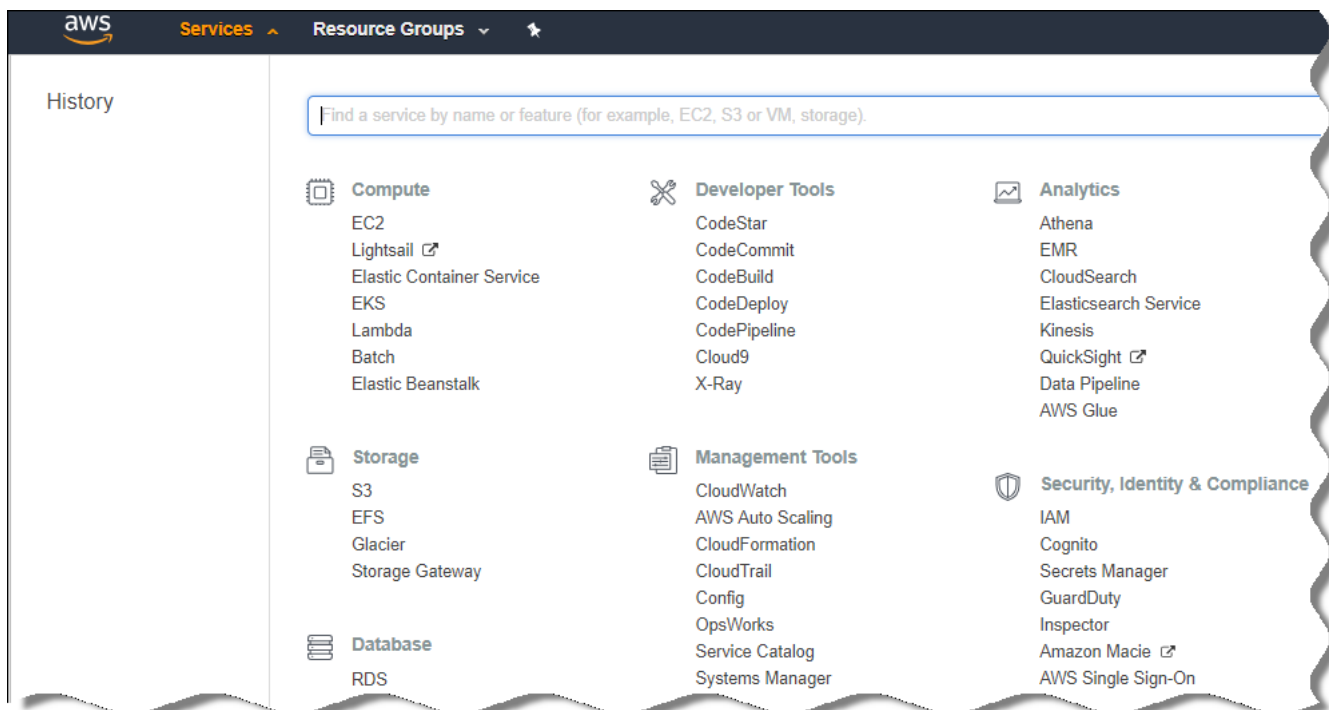 aws Services Resource Groups
History
Find a service by name or feature (for example, EC2, S3 or VM, storage).
Compute
EC2
Lightsail
Elastic Container Service
EKS
Lambda
Batch
Elastic Beanstalk
Storage
S3
EFS
Glacier
Storage Gateway
Database
RDS
Developer Tools
CodeStar
CodeCommit
CodeBuild
CodeDeploy
CodePipeline
Cloud9
X-Ray
Management Tools
CloudWatch
AWS Auto Scaling
CloudFormation
CloudTrail
Config
OpsWorks
Service Catalog
Systems Manager
Analytics
Athena
EMR
CloudSearch
Elasticsearch Service
Kinesis
QuickSight
Data Pipeline
AWS Glue
Security, Identity & Compliance
IAM
Cognito
Secrets Manager
GuardDuty
Inspector
Amazon Macie
AWS Single Sign-On